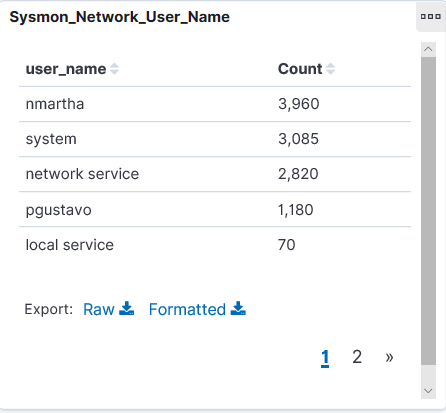 Sysmon_Network_User_Name
user_name Count
nmartha 3,960
system 3,085
network service 2,820
pgustavo 1,180
local service 70
Export: Raw Formatted
1 2 »